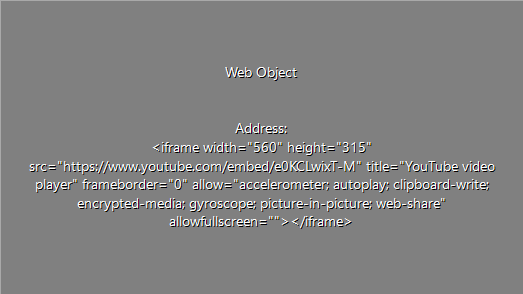 Web Object
Address:
<iframe width="560" height="315"
src="https://www.youtube.com/embed/e0KCLwixT-M" title="YouTube video
player" frameborder="0" allow="accelerometer; autoplay; clipboard-write;
encrypted-media; gyroscope; picture-in-picture; web-share"
allowfullscreen=""></iframe>